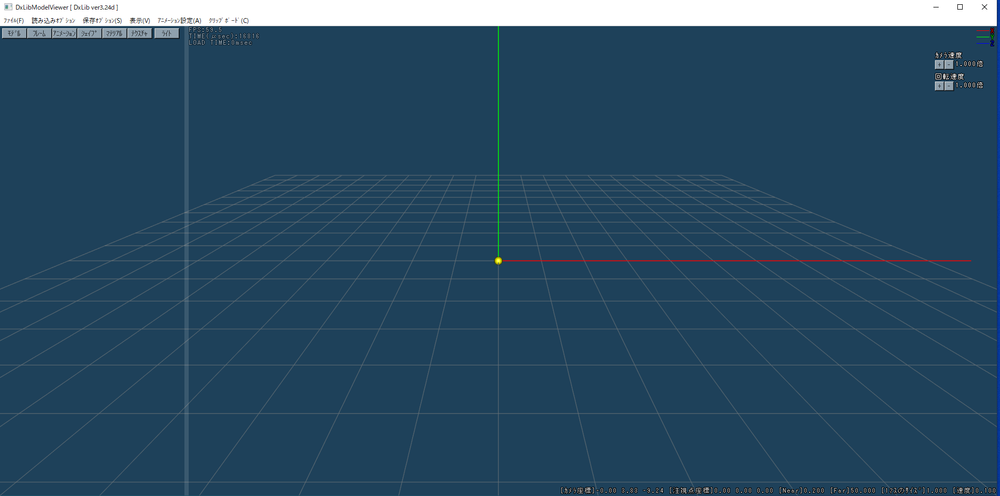 DxLibModelViewer [ DxLib ver3.24d ]
ﾌｧｲﾙ(F) 読み込みｵﾌﾟｼｮﾝ 保存ｵﾌﾟｼｮﾝ(S) 表示(V) ｱﾆﾒｰｼｮﾝ設定(A) ｸﾘｯﾌﾟﾎﾞｰﾄﾞ(C)
ﾓﾃﾞﾙ ﾌﾚｰﾑ ｱﾆﾒｰｼｮﾝ ｼｪｲﾌﾟ ﾏﾃﾘｱﾙ ﾃｸｽﾁｬ ﾗｲﾄ
FPS:59.5
TIME(μsec):16816
LOAD TIME:0msec
X
Y
Z
ｶﾒﾗ速度
+ - 1.000倍
回転速度
+ - 1.000倍
[ｶﾒﾗ座標]-0.00 3.83 -9.24 [注視点座標]0.00 0.00 0.00 [Near]0.200 [Far]50.000 [1ﾏｽのｻｲｽﾞ]1.000 [速度]0.100